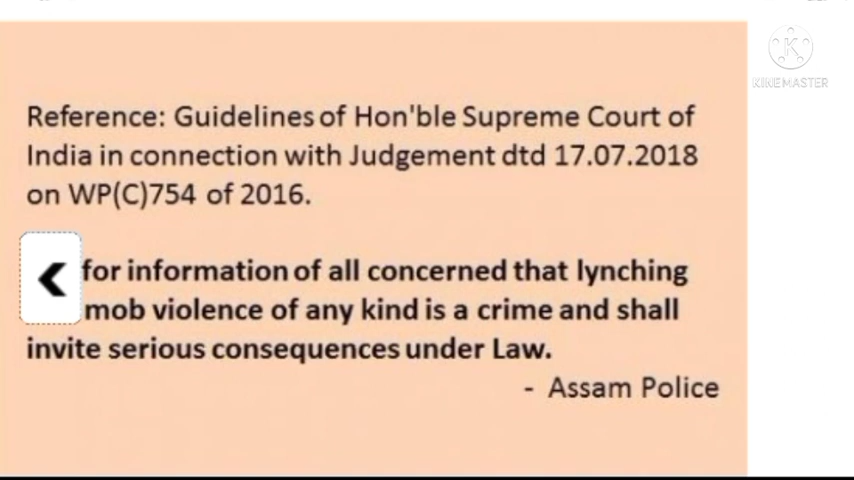 KINEMASTER
Reference: Guidelines of Hon'ble Supreme Court of
India in connection with Judgement dtd 17.07.2018
on WP(C)754 of 2016.
for information of all concerned that lynching
mob violence of any kind is a crime and shall
invite serious consequences under Law.
- Assam Police